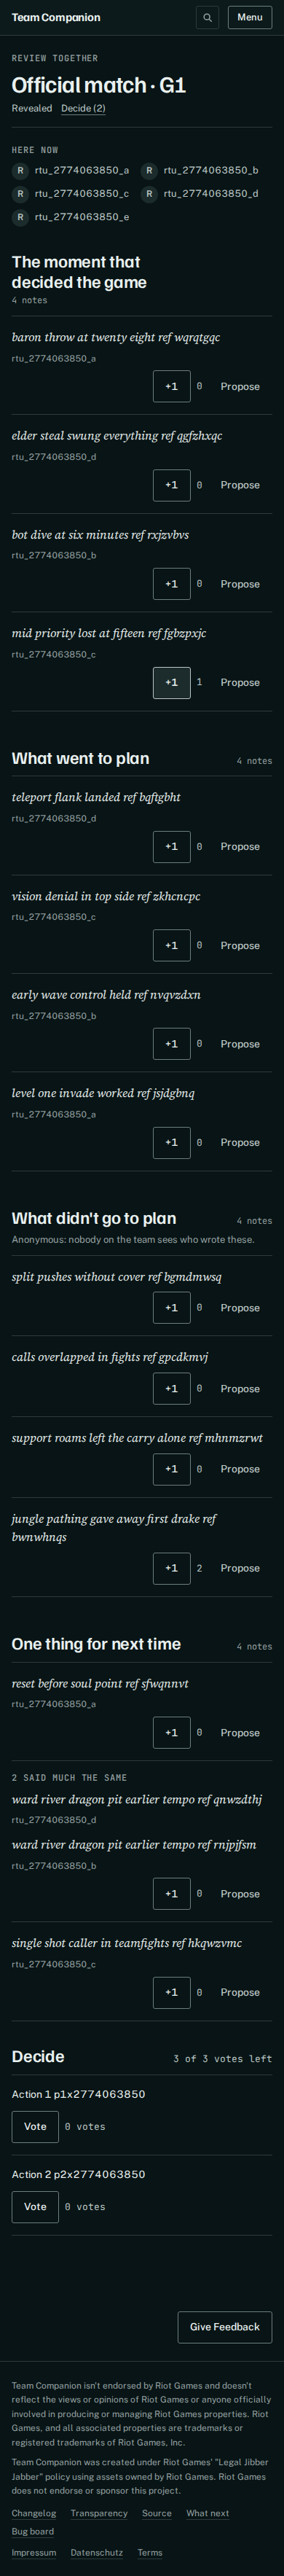 Team Companion
Menu
REVIEW TOGETHER
Official match · G1
Revealed Decide (2)
HERE NOW
R rtu_2774063850_a R rtu_2774063850_b
R rtu_2774063850_c R rtu_2774063850_d
R rtu_2774063850_e
The moment that
decided the game
4 notes
baron throw at twenty eight ref wqrqtgqc
rtu_2774063850_a
+1 0 Propose
elder steal swung everything ref qgfzhxqc
rtu_2774063850_d
+1 0 Propose
bot dive at six minutes ref rxjzvbvs
rtu_2774063850_b
+1 0 Propose
mid priority lost at fifteen ref fgbzpxjc
rtu_2774063850_c
+1 1 Propose
What went to plan 4 notes
teleport flank landed ref bqftgbht
rtu_2774063850_d
+1 0 Propose
vision denial in top side ref zkhcncpc
rtu_2774063850_c
+1 0 Propose
early wave control held ref nvqvzdxn
rtu_2774063850_b
+1 0 Propose
level one invade worked ref jsjdgbnq
rtu_2774063850_a
+1 0 Propose
What didn't go to plan 4 notes
Anonymous: nobody on the team sees who wrote these.
split pushes without cover ref bgmdmwsq
+1 0 Propose
calls overlapped in fights ref gpcdkmvj
+1 0 Propose
support roams left the carry alone ref mhnmzrwt
+1 0 Propose
jungle pathing gave away first drake ref
bwnwhnqs
+1 2 Propose
One thing for next time 4 notes
reset before soul point ref sfwqnnvt
rtu_2774063850_a
+1 0 Propose
2 SAID MUCH THE SAME
ward river dragon pit earlier tempo ref qnwzdthj
rtu_2774063850_d
ward river dragon pit earlier tempo ref rnjpjfsm
rtu_2774063850_b
+1 0 Propose
single shot caller in teamfights ref hkqwzvmc
rtu_2774063850_c
+1 0 Propose
Decide 3 of 3 votes left
Action 1 p1x2774063850
Vote 0 votes
Action 2 p2x2774063850
Vote 0 votes
Give Feedback
Team Companion isn't endorsed by Riot Games and doesn't
reflect the views or opinions of Riot Games or anyone officially
involved in producing or managing Riot Games properties. Riot
Games, and all associated properties are trademarks or
registered trademarks of Riot Games, Inc.
Team Companion was created under Riot Games' "Legal Jibber
Jabber" policy using assets owned by Riot Games. Riot Games
does not endorse or sponsor this project.
Changelog Transparency Source What next
Bug board
Impressum Datenschutz Terms